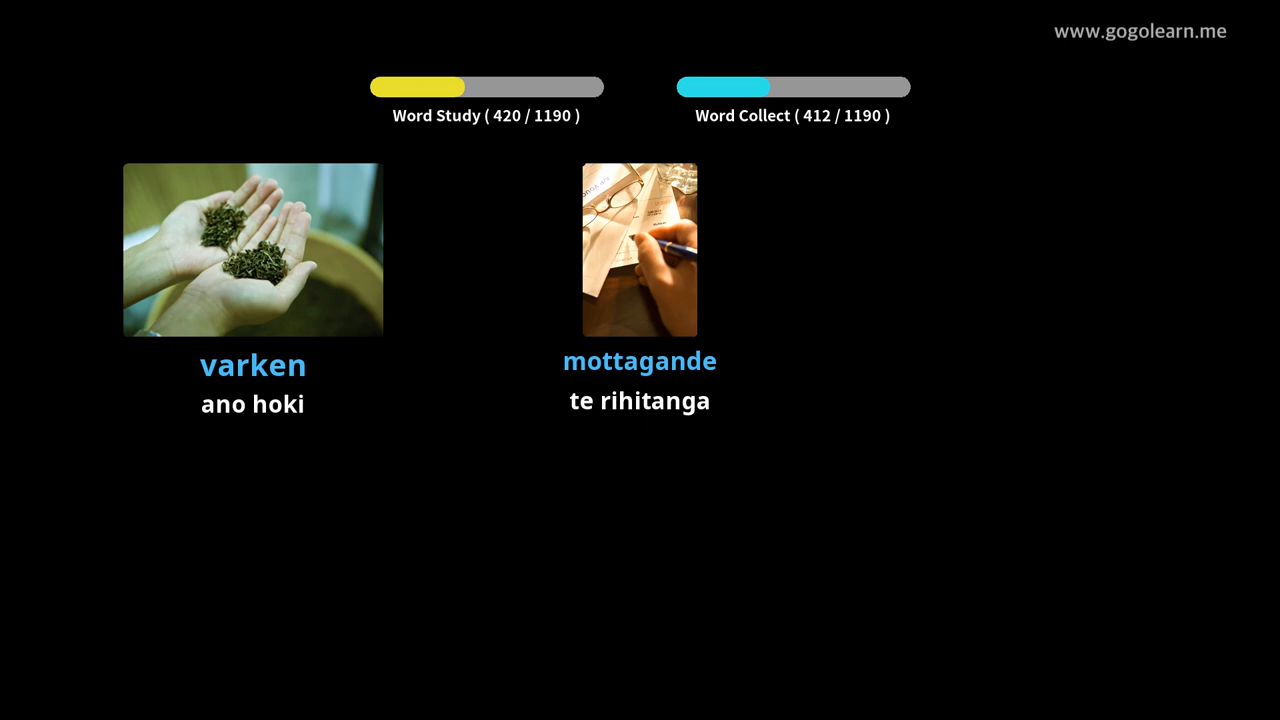 www.gogolearn.me
Word Study ( 420 / 1190 )
Word Collect ( 412 / 1190 )
varken
ano hoki
mottagande
te rihitanga